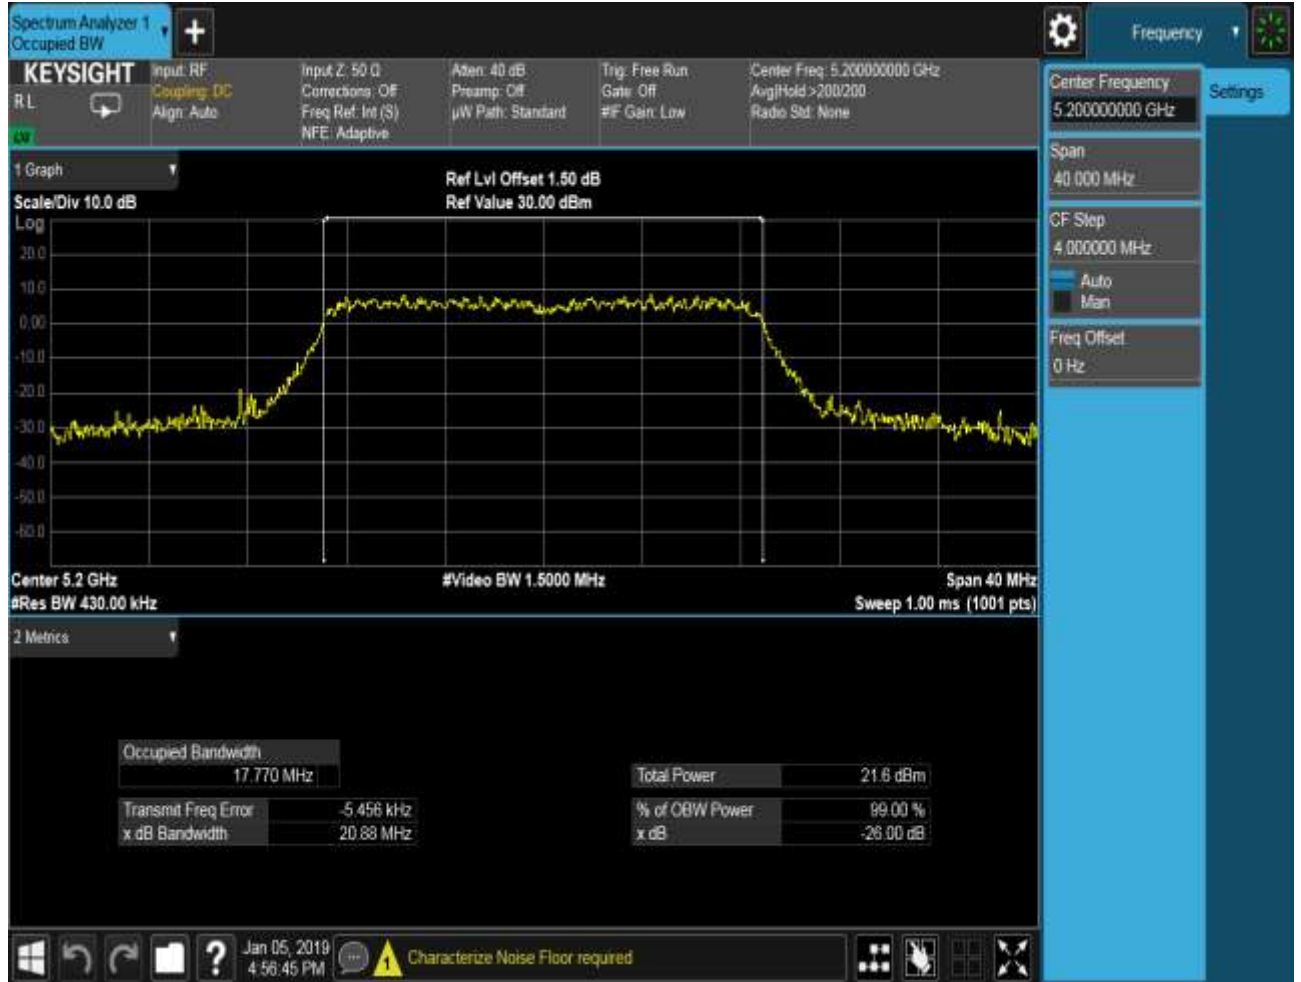 Spectrum Analyzer 1
Occupied BW
Frequency
KEYSIGHT
RL
Input: RF
Coupling: DC
Align: Auto
Input Z: 50 Ω
Corrections: Off
Freq Ref: Int (S)
NFE: Adaptive
Atten: 40 dB
Preamp: Off
µW Path: Standard
Trig: Free Run
Gate: Off
#IF Gain: Low
Center Freq: 5.200000000 GHz
Avg|Hold:>200/200
Radio Std: None
Center Frequency
5.200000000 GHz
Settings
Span
40.000 MHz
CF Step
4.000000 MHz
Auto
Man
Freq Offset
0 Hz
1 Graph
Scale/Div 10.0 dB
Ref Lvl Offset 1.50 dB
Ref Value 30.00 dBm
Log
20.0
10.0
0.00
-10.0
-20.0
-30.0
-40.0
-50.0
-60.0
Center 5.2 GHz
#Video BW 1.5000 MHz
Span 40 MHz
#Res BW 430.00 kHz
Sweep 1.00 ms (1001 pts)
2 Metrics
Occupied Bandwidth
17.770 MHz
Total Power 21.6 dBm
Transmit Freq Error -5.456 kHz
% of OBW Power 99.00 %
x dB Bandwidth 20.88 MHz
x dB -26.00 dB
?
Jan 05, 2019
4:56:45 PM
1
Characterize Noise Floor required